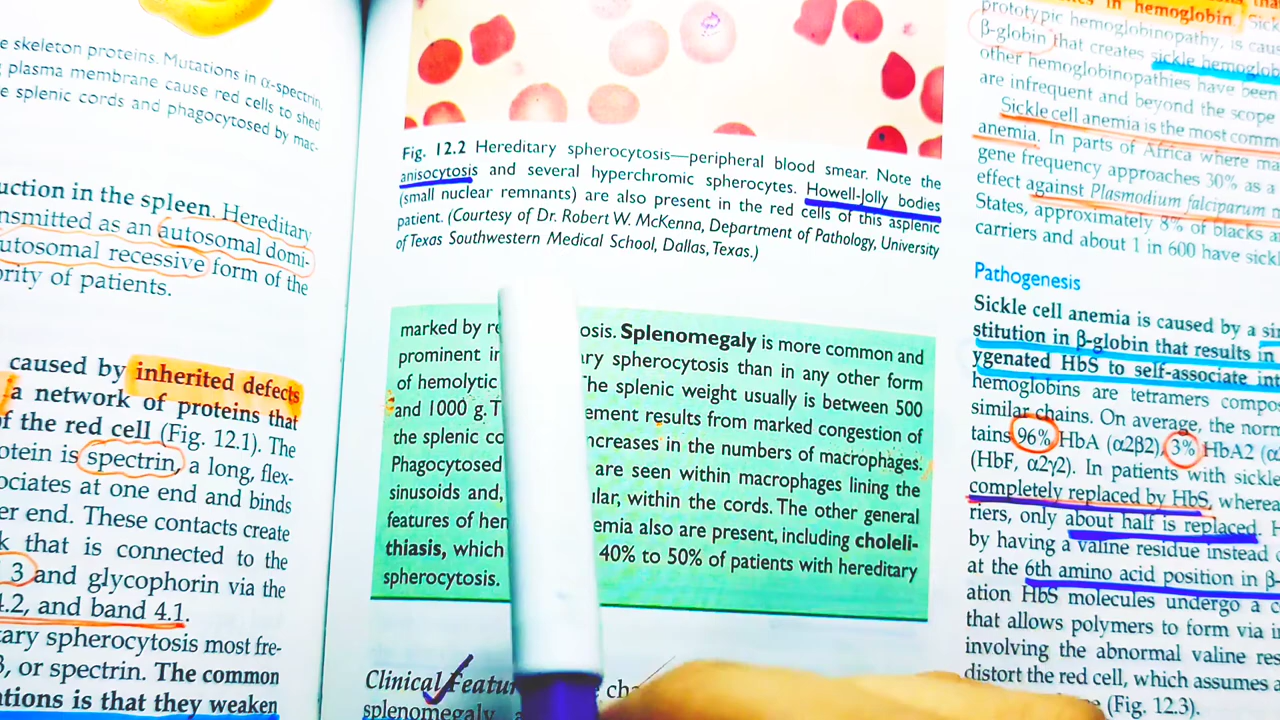 e skeleton proteins. Mutations in α-spectrin,
plasma membrane cause red cells to shed
e splenic cords and phagocytosed by mac-
uction in the spleen. Hereditary
nsmitted as an autosomal domi-
utosomal recessive form of the
ority of patients.
caused by inherited defects
a network of proteins that
of the red cell (Fig. 12.1). The
otein is spectrin, a long, flex-
ociates at one end and binds
er end. These contacts create
k that is connected to the
3 and glycophorin via the
4.2, and band 4.1.
tary spherocytosis most fre-
3, or spectrin. The common
ations is that they weaken
Fig. 12.2 Hereditary spherocytosis—peripheral blood smear. Note the
anisocytosis and several hyperchromic spherocytes. Howell-Jolly bodies
(small nuclear remnants) are also present in the red cells of this asplenic
patient. (Courtesy of Dr. Robert W. McKenna, Department of Pathology, University
of Texas Southwestern Medical School, Dallas, Texas.)
marked by re osis. Splenomegaly is more common and
prominent in ary spherocytosis than in any other form
of hemolytic The splenic weight usually is between 500
and 1000 g. T ement results from marked congestion of
the splenic co ncreases in the numbers of macrophages.
Phagocytosed are seen within macrophages lining the
sinusoids and, ular, within the cords. The other general
features of hem emia also are present, including choleli-
thiasis, which 40% to 50% of patients with hereditary
spherocytosis.
Clinical Featu
splenomegaly
in hemoglobin. Sick
prototypic hemoglobinopathy, is caus
β-globin that creates sickle hemoglob
other hemoglobinopathies have been
are infrequent and beyond the scope
Sickle cell anemia is the most comm
anemia. In parts of Africa where ma
gene frequency approaches 30% as a
effect against Plasmodium falciparum
States, approximately 8% of blacks a
carriers and about 1 in 600 have sickl
Pathogenesis
Sickle cell anemia is caused by a si
stitution in β-globin that results in
ygenated HbS to self-associate int
hemoglobins are tetramers compo
similar chains. On average, the norm
tains 96% HbA (α2β2), 3% HbA2 (α
(HbF, α2γ2). In patients with sickle
completely replaced by HbS, wherea
riers, only about half is replaced. H
by having a valine residue instead
at the 6th amino acid position in β-
ation HbS molecules undergo a c
that allows polymers to form via i
involving the abnormal valine res
distort the red cell, which assumes a
(Fig. 12.3).